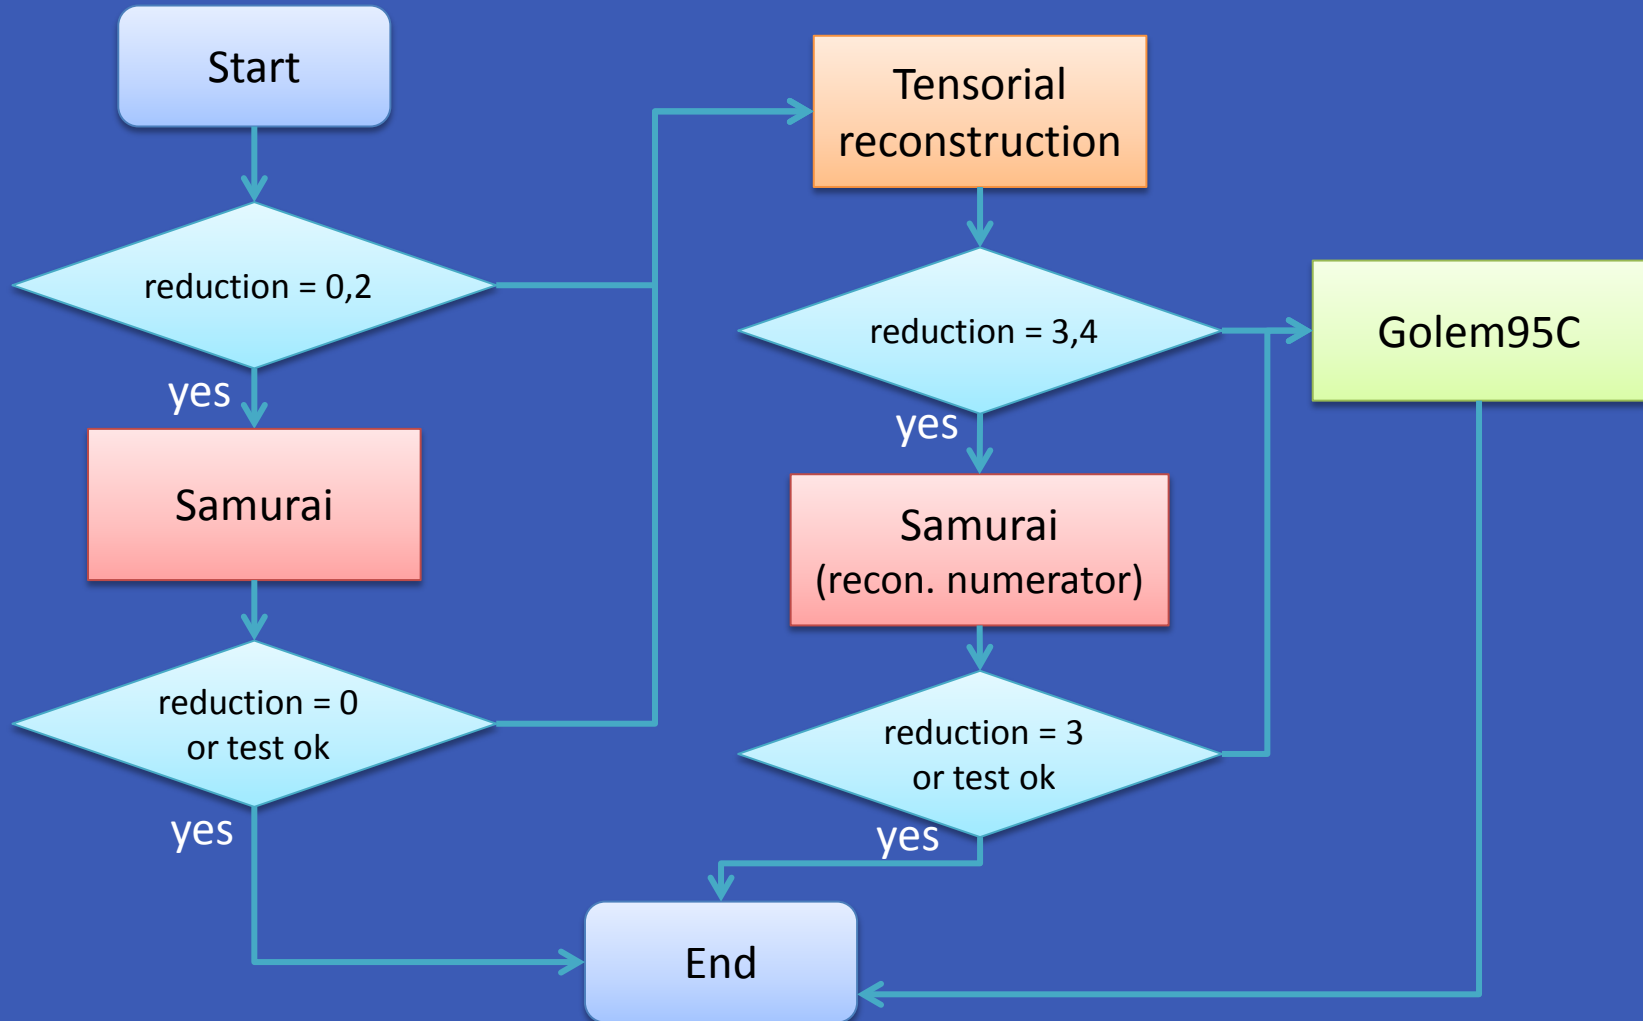 Start
reduction = 0,2
yes
Samurai
reduction = 0
or test ok
yes
Tensorial
reconstruction
reduction = 3,4
yes
Samurai
(recon. numerator)
reduction = 3
or test ok
yes
Golem95C
End